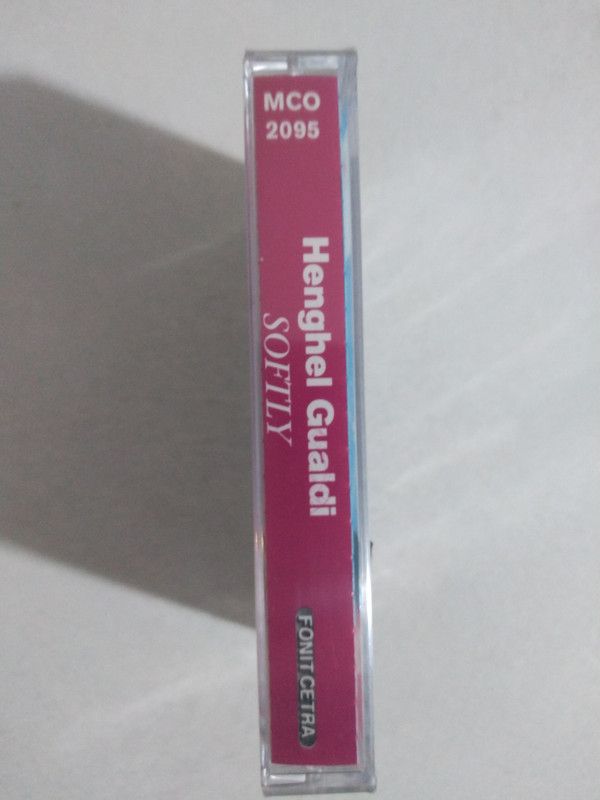 MCO
2095
Henghel Gualdi
SOFTLY
FONIT CETRA